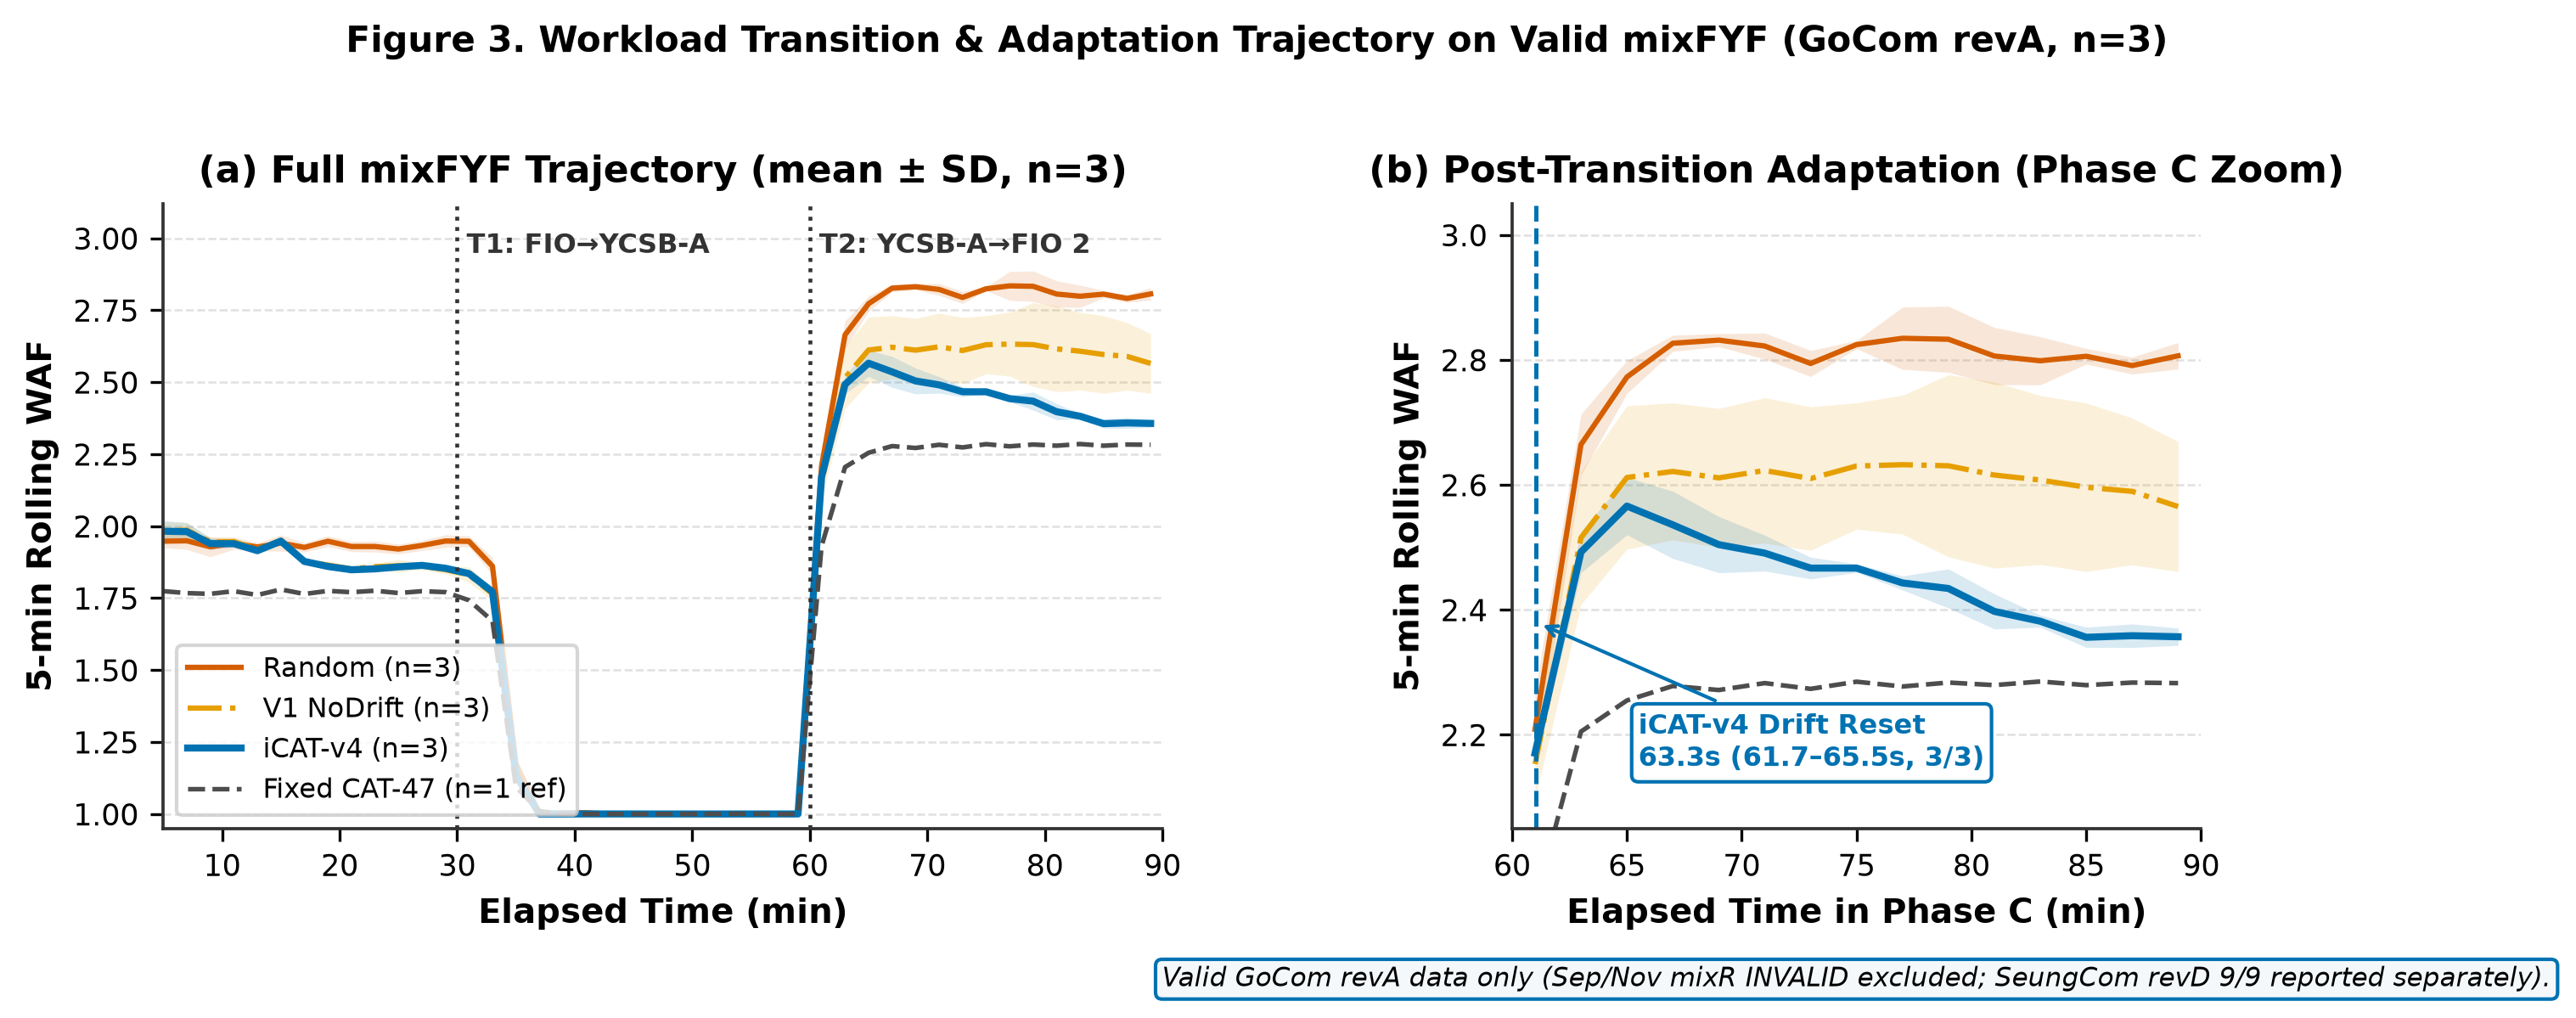 Figure 3. Workload Transition & Adaptation Trajectory on Valid mixFYF (GoCom revA, n=3)
(a) Full mixFYF Trajectory (mean ± SD, n=3)
5-min Rolling WAF
3.00
2.75
2.50
2.25
2.00
1.75
1.50
1.25
1.00
T1: FIO→YCSB-A
T2: YCSB-A→FIO 2
Random (n=3)
V1 NoDrift (n=3)
iCAT-v4 (n=3)
Fixed CAT-47 (n=1 ref)
10 20 30 40 50 60 70 80 90
Elapsed Time (min)
(b) Post-Transition Adaptation (Phase C Zoom)
5-min Rolling WAF
3.0
2.8
2.6
2.4
2.2
iCAT-v4 Drift Reset
63.3s (61.7–65.5s, 3/3)
60 65 70 75 80 85 90
Elapsed Time in Phase C (min)
Valid GoCom revA data only (Sep/Nov mixR INVALID excluded; SeungCom revD 9/9 reported separately).